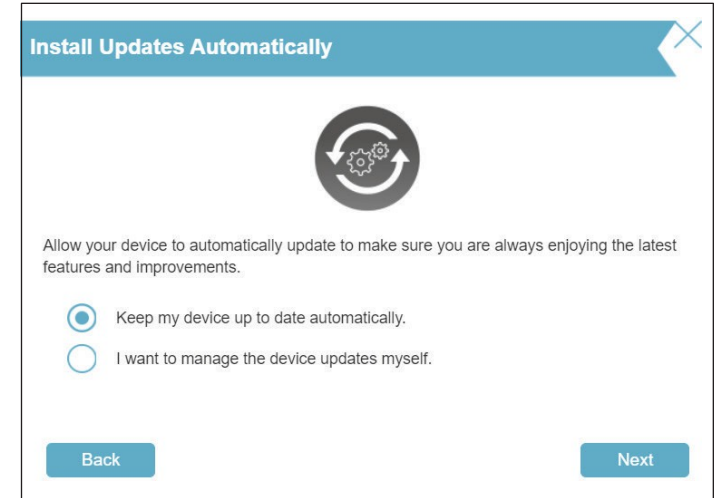 Install Updates Automatically
Allow your device to automatically update to make sure you are always enjoying the latest
features and improvements.
Keep my device up to date automatically.
I want to manage the device updates myself.
Back
Next